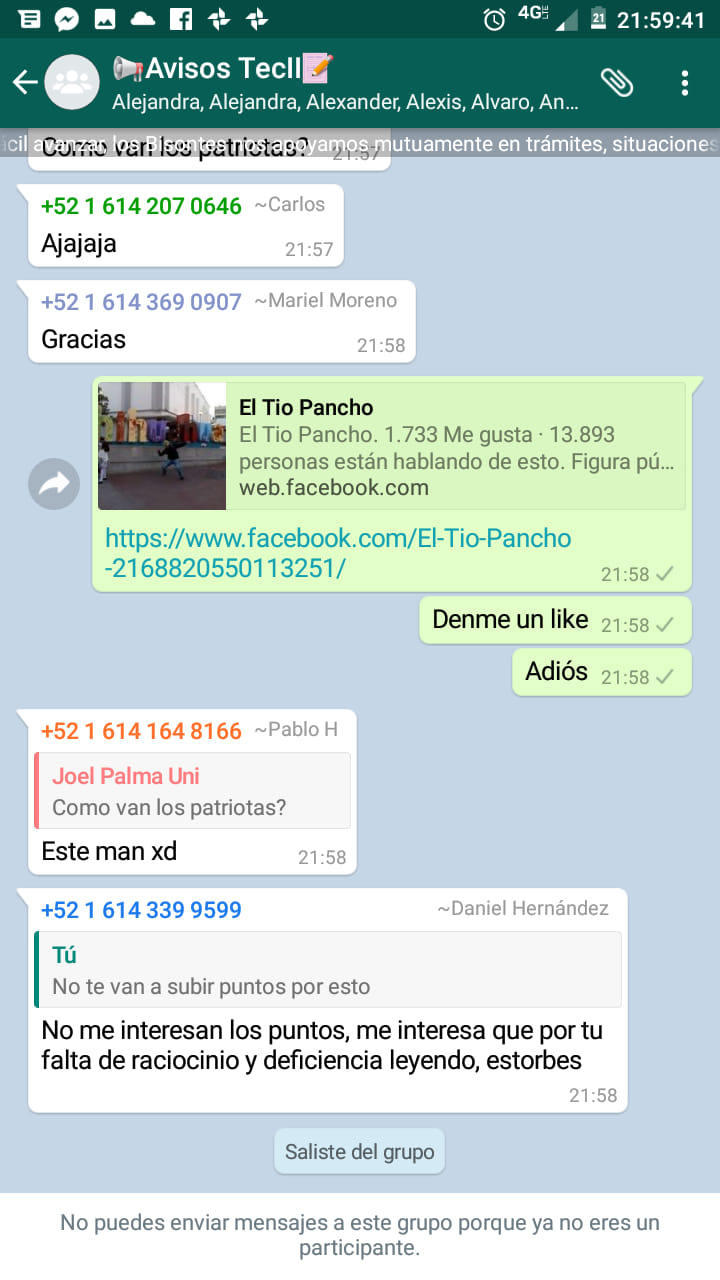 4G
21
21:59:41
Avisos TecII
Alejandra, Alejandra, Alexander, Alexis, Alvaro, An...
cil avanzar, los Bisontes nos apoyamos mutuamente en trámites, situaciones
Como van los patriotas? 21:57
+52 1 614 207 0646 ~Carlos
Ajajaja 21:57
+52 1 614 369 0907 ~Mariel Moreno
Gracias 21:58
El Tio Pancho
El Tio Pancho. 1.733 Me gusta · 13.893
personas están hablando de esto. Figura pú...
web.facebook.com
https://www.facebook.com/El-Tio-Pancho
-2168820550113251/ 21:58
Denme un like 21:58
Adiós 21:58
+52 1 614 164 8166 ~Pablo H
Joel Palma Uni
Como van los patriotas?
Este man xd 21:58
+52 1 614 339 9599 ~Daniel Hernández
Tú
No te van a subir puntos por esto
No me interesan los puntos, me interesa que por tu
falta de raciocinio y deficiencia leyendo, estorbes
21:58
Saliste del grupo
No puedes enviar mensajes a este grupo porque ya no eres un
participante.